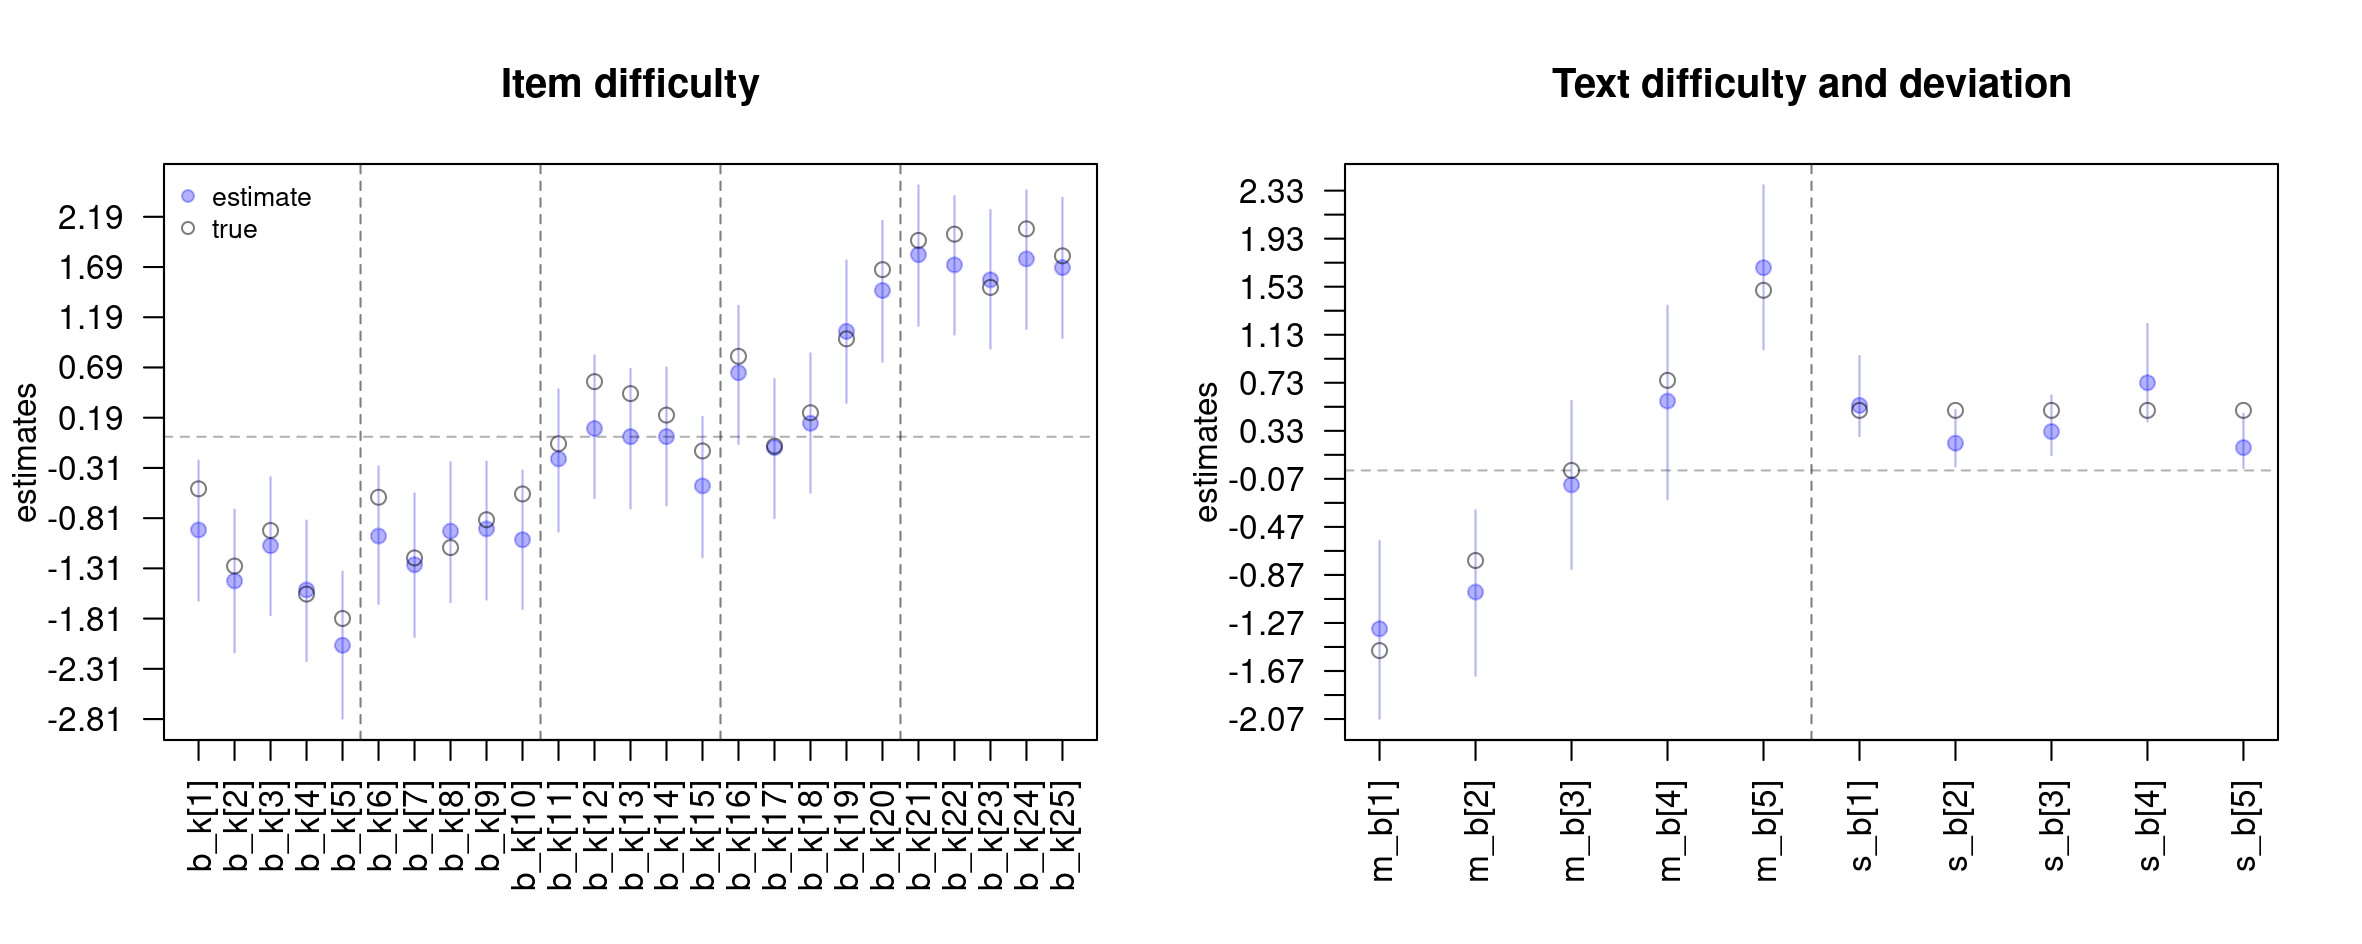 Item difficulty
estimate
true
estimates
2.19
1.69
1.19
0.69
0.19
-0.31
-0.81
-1.31
-1.81
-2.31
-2.81
b_k[1]
b_k[2]
b_k[3]
b_k[4]
b_k[5]
b_k[6]
b_k[7]
b_k[8]
b_k[9]
b_k[10]
b_k[11]
b_k[12]
b_k[13]
b_k[14]
b_k[15]
b_k[16]
b_k[17]
b_k[18]
b_k[19]
b_k[20]
b_k[21]
b_k[22]
b_k[23]
b_k[24]
b_k[25]
Text difficulty and deviation
estimates
2.33
1.93
1.53
1.13
0.73
0.33
-0.07
-0.47
-0.87
-1.27
-1.67
-2.07
m_b[1]
m_b[2]
m_b[3]
m_b[4]
m_b[5]
s_b[1]
s_b[2]
s_b[3]
s_b[4]
s_b[5]